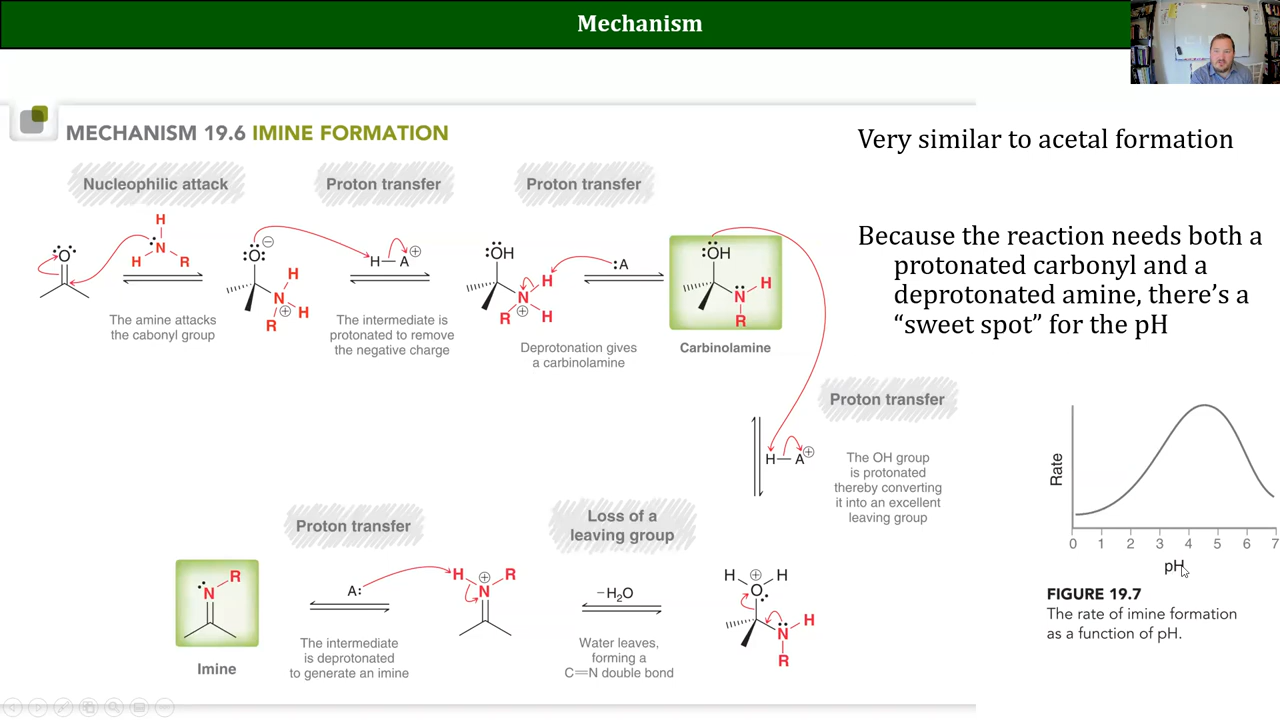 Mechanism
MECHANISM 19.6 IMINE FORMATION
Nucleophilic attack
Proton transfer
Proton transfer
O
H
N
H
R
The amine attacks
the cabonyl group
O
H
N
H
R
H—A
The intermediate is
protonated to remove
the negative charge
OH
H
N
R
H
:A
Deprotonation gives
a carbinolamine
OH
N
H
R
Carbinolamine
Proton transfer
H—A
The OH group
is protonated
thereby converting
it into an excellent
leaving group
Proton transfer
Loss of a
leaving group
R
N
Imine
A:
The intermediate
is deprotonated
to generate an imine
H
R
N
−H2O
Water leaves,
forming a
C=N double bond
H
H
O
H
N
R
Very similar to acetal formation
Because the reaction needs both a
protonated carbonyl and a
deprotonated amine, there’s a
“sweet spot” for the pH
Rate
0 1 2 3 4 5 6 7
pH
FIGURE 19.7
The rate of imine formation
as a function of pH.